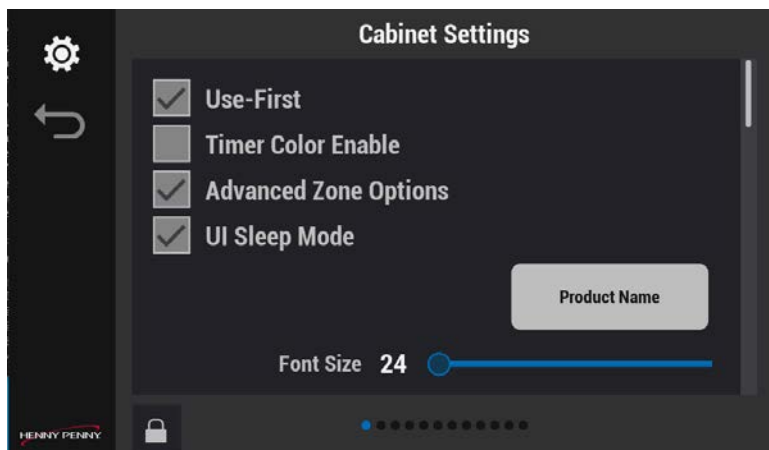 Cabinet Settings
Use-First
Timer Color Enable
Advanced Zone Options
UI Sleep Mode
Product Name
Font Size 24
HENNY PENNY